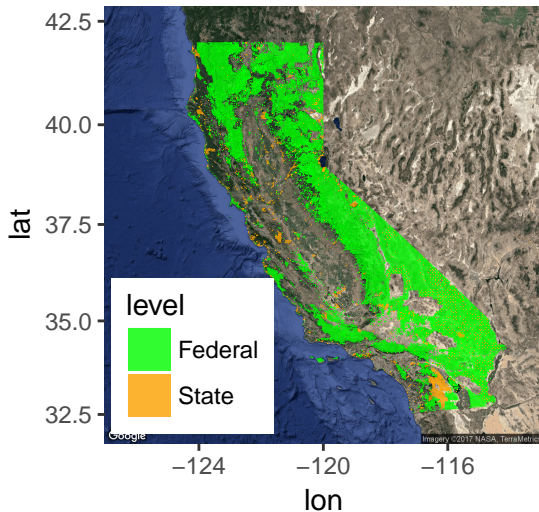 42.5
40.0
37.5
35.0
32.5
lat
level
Federal
State
Google
Imagery ©2017 NASA, TerraMetrics
−124
−120
−116
lon